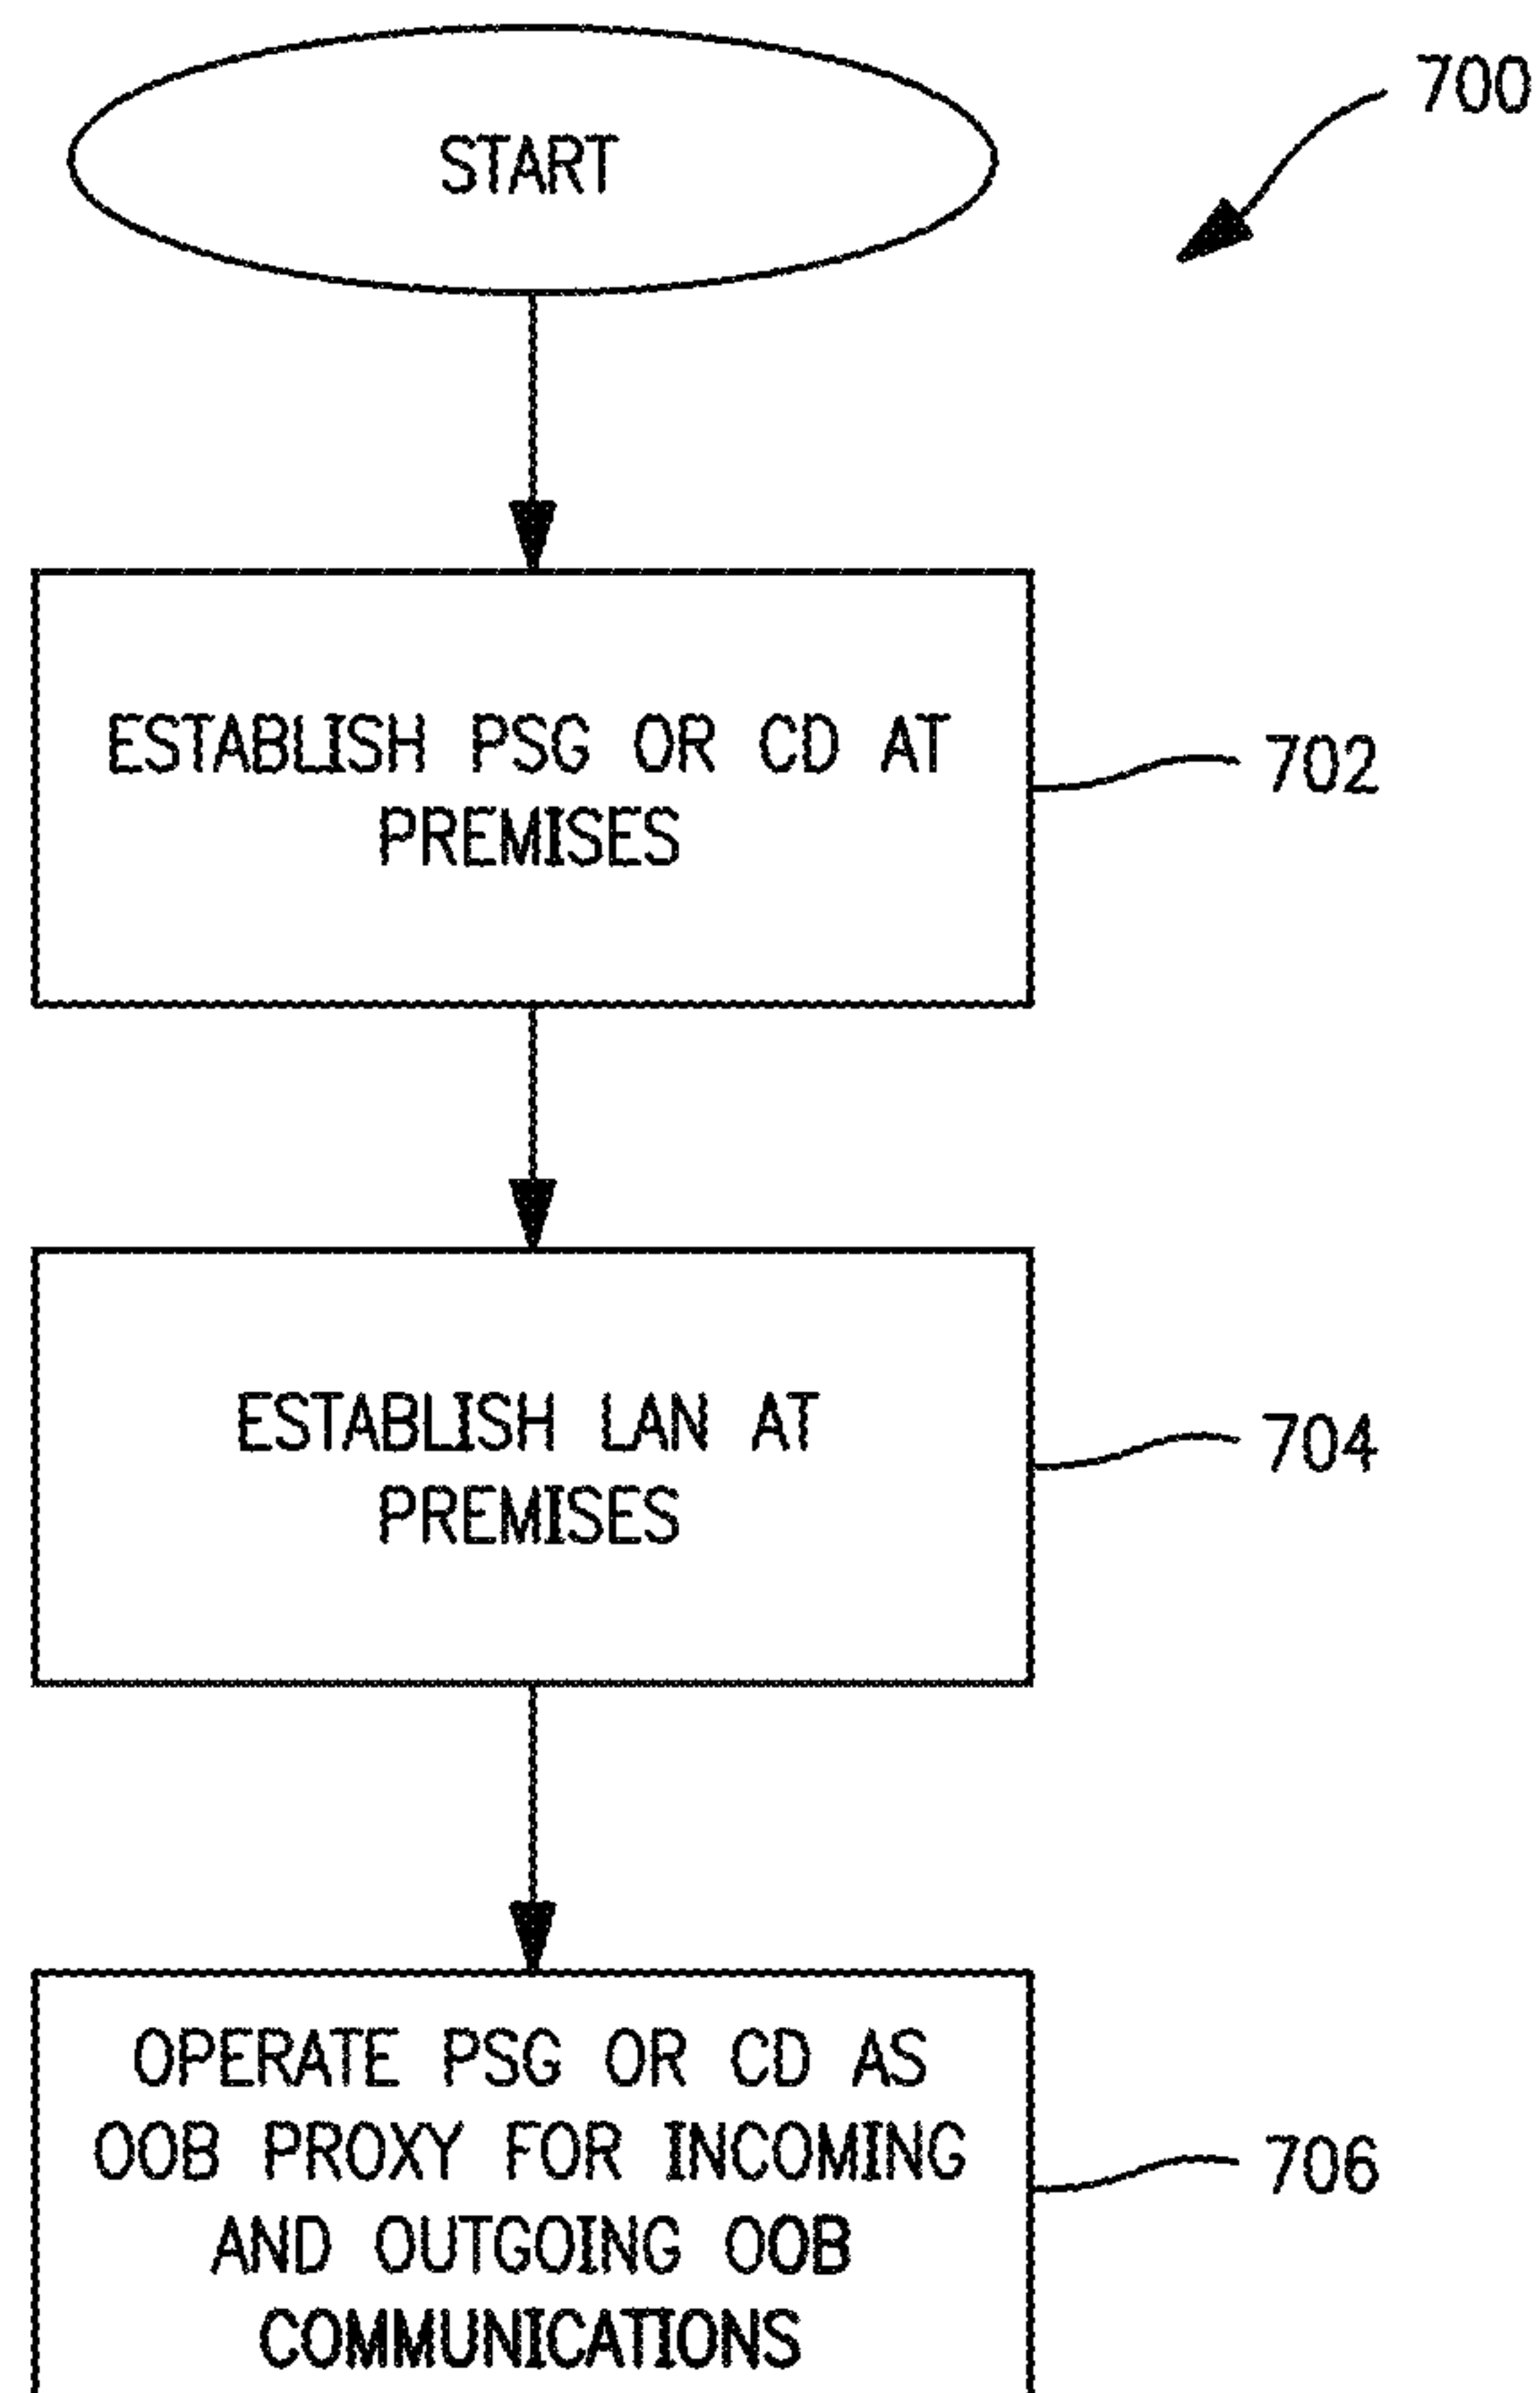 700
START
ESTABLISH PSG OR CD AT
PREMISES
702
ESTABLISH LAN AT
PREMISES
704
OPERATE PSG OR CD AS
OOB PROXY FOR INCOMING
AND OUTGOING OOB
COMMUNICATIONS
706